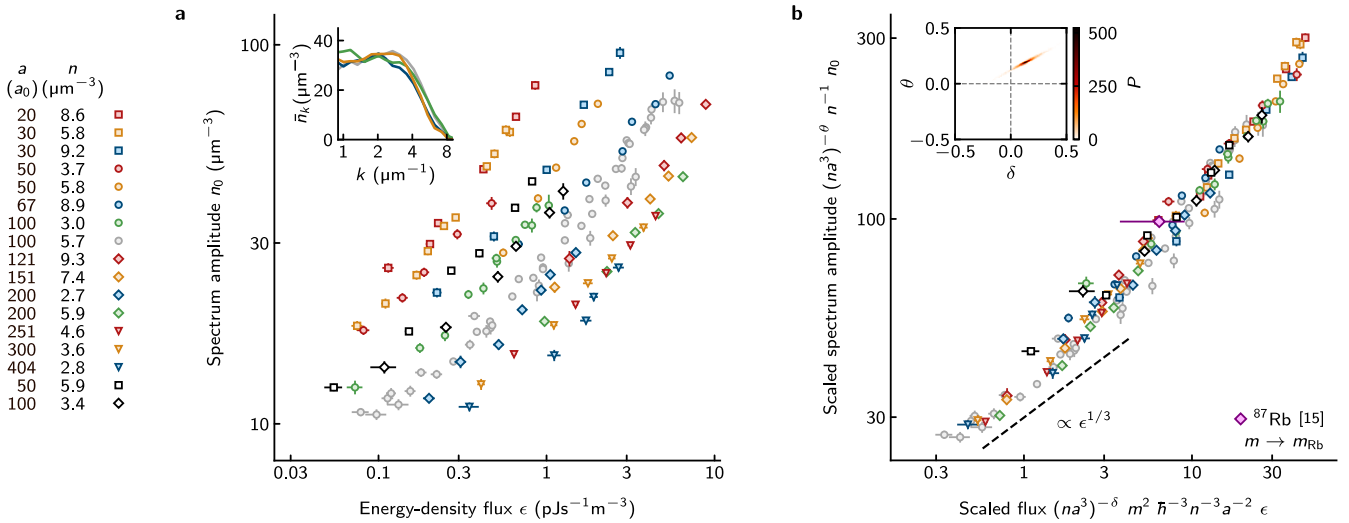 a
b
a n
(a₀) (μm⁻³)
20 8.6
30 5.8
30 9.2
50 3.7
50 5.8
67 8.9
100 3.0
100 5.7
121 9.3
151 7.4
200 2.7
200 5.9
251 4.6
300 3.6
404 2.8
50 5.9
100 3.4
Spectrum amplitude n₀ (μm⁻³)
100
30
10
0.03 0.1 0.3 1 3 10
Energy-density flux ϵ (pJs⁻¹m⁻³)
n̄ₖ (μm⁻³)
40
20
0
1 2 4 8
k (μm⁻¹)
Scaled spectrum amplitude (na³)⁻ᶿ n⁻¹ n₀
300
100
30
0.3 1 3 10 30
Scaled flux (na³)^−δ m² ħ⁻³n⁻³a⁻² ϵ
θ
0.5
0.0
−0.5
−0.5 0.0 0.5
δ
500
250
0
P
∝ ϵ^1/3
⁸⁷Rb [15]
m → m_Rb